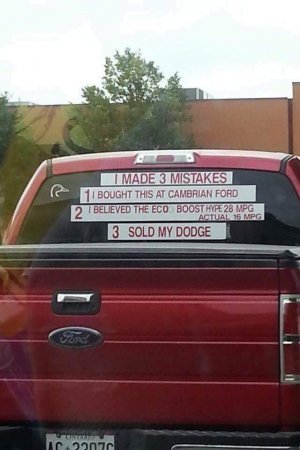 I MADE 3 MISTAKES
1 I BOUGHT THIS AT CAMBRIAN FORD
2 I BELIEVED THE ECO BOOST HYPE 28 MPG
ACTUAL 16 MPG
3 SOLD MY DODGE
Ford
ONTARIO